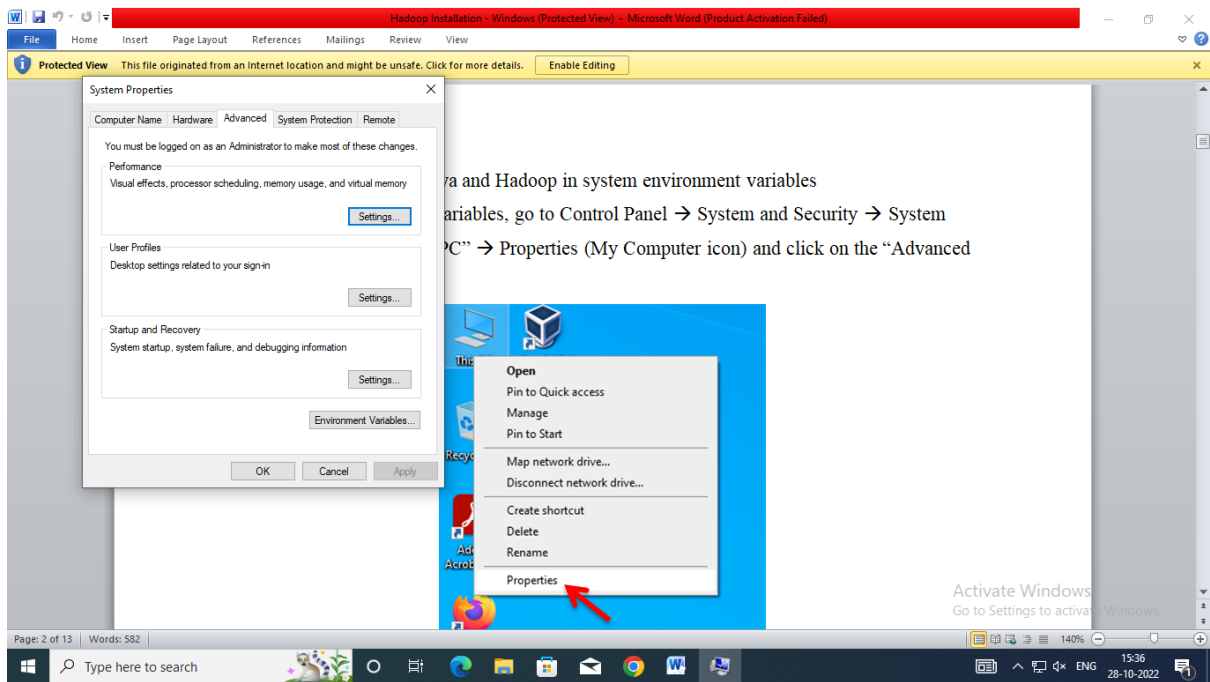 Hadoop Installation - Windows (Protected View) - Microsoft Word (Product Activation Failed)
File Home Insert Page Layout References Mailings Review View
Protected View This file originated from an Internet location and might be unsafe. Click for more details. Enable Editing
System Properties
Computer Name Hardware Advanced System Protection Remote
You must be logged on as an Administrator to make most of these changes.
Performance
Visual effects, processor scheduling, memory usage, and virtual memory
Settings...
User Profiles
Desktop settings related to your sign-in
Settings...
Startup and Recovery
System startup, system failure, and debugging information
Settings...
Environment Variables...
OK Cancel Apply
and Hadoop in system environment variables
ariables, go to Control Panel → System and Security → System
PC” → Properties (My Computer icon) and click on the “Advanced
Open
Pin to Quick access
Manage
Pin to Start
Map network drive...
Disconnect network drive...
Create shortcut
Delete
Rename
Properties
Activate Windows
Go to Settings to activate Windows.
Page: 2 of 13 Words: 582 140%
Type here to search
ENG
15:36
28-10-2022